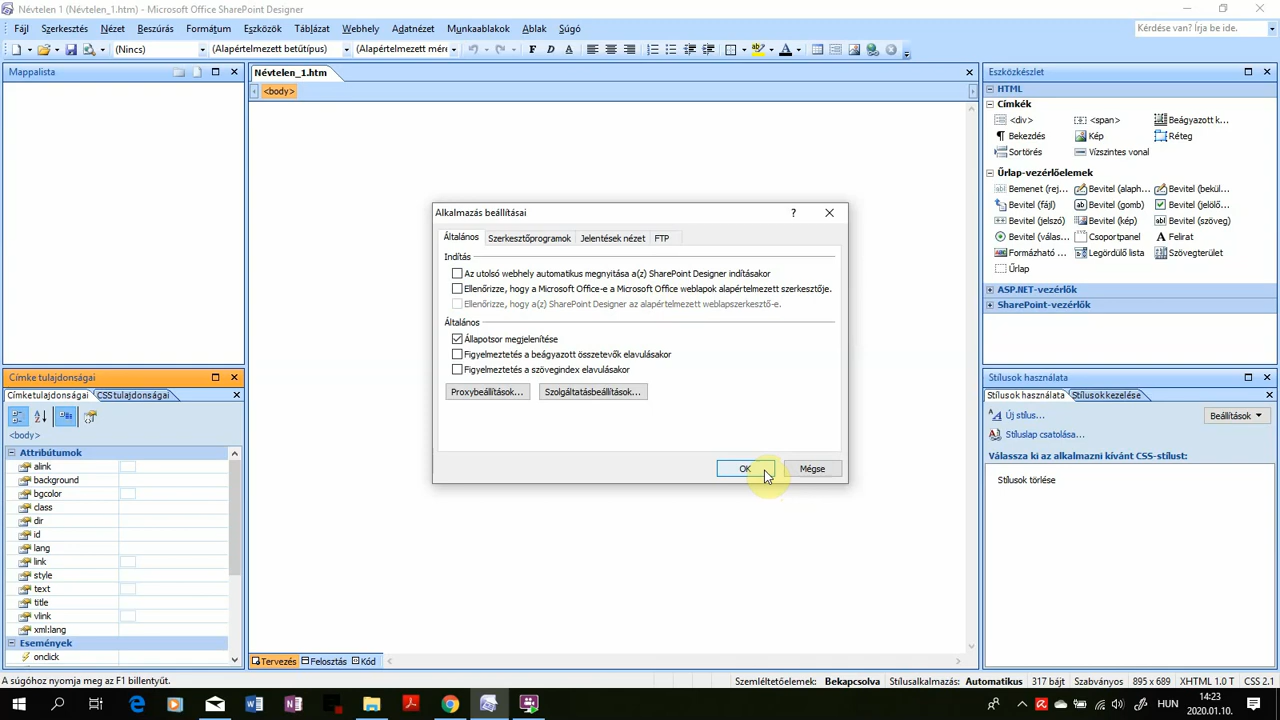 Névtelen 1 (Névtelen_1.htm) - Microsoft Office SharePoint Designer
Fájl Szerkesztés Nézet Beszúrás Formátum Eszközök Táblázat Webhely Adatnézet Munkaablak Ablak Súgó
Kérdése van? Írja be ide.
(Nincs) (Alapértelmezett betűtípus) (Alapértelmezett mére F D A
Mappalista
Névtelen_1.htm
<body>
Eszközkészlet
HTML
Címkék
<div> <span> Beágyazott k...
Bekezdés Kép Réteg
Sortörés Vízszintes vonal
Űrlap-vezérlőelemek
Bemenet (rej... Bevitel (alaph... Bevitel (bekül...
Bevitel (fájl) Bevitel (gomb) Bevitel (jelölő...
Bevitel (jelszó) Bevitel (kép) Bevitel (szöveg)
Bevitel (válas... Csoportpanel Felirat
Formázható ... Legördülő lista Szövegterület
Űrlap
ASP.NET-vezérlők
SharePoint-vezérlők
Alkalmazás beállításai
Általános Szerkesztőprogramok Jelentések nézet FTP
Indítás
Az utolsó webhely automatikus megnyitása a(z) SharePoint Designer indításakor
Ellenőrizze, hogy a Microsoft Office-e a Microsoft weblapok alapértelmezett szerkesztője.
Ellenőrizze, hogy a(z) SharePoint Designer az alapértelmezett weblapszerkesztő-e.
Általános
Állapotsor megjelenítése
Figyelmeztetés a beágyazott összetevők elavulásakor
Figyelmeztetés a szövegindex elavulásakor
Proxybeállítások... Szolgáltatásbeállítások...
OK Mégse
Címke tulajdonságai
Címke tulajdonságai CSS tulajdonságai
<body>
Attribútumok
alink
background
bgcolor
class
dir
id
lang
link
style
text
title
vlink
xml:lang
Események
onclick
Stílusok használata
Stílusok használata Stílusok kezelése
Új stílus... Beállítások
Stíluslap csatolása...
Válassza ki az alkalmazni kívánt CSS-stílust:
Stílusok törlése
Tervezés Felosztás Kód
A súgóhoz nyomja meg az F1 billentyűt.
Szemléltetőelemek: Bekapcsolva Stílusalkalmazás: Automatikus 317 bájt Szabványos 895 x 689 XHTML 1.0 T CSS 2.1
HUN
14:23
2020.01.10.